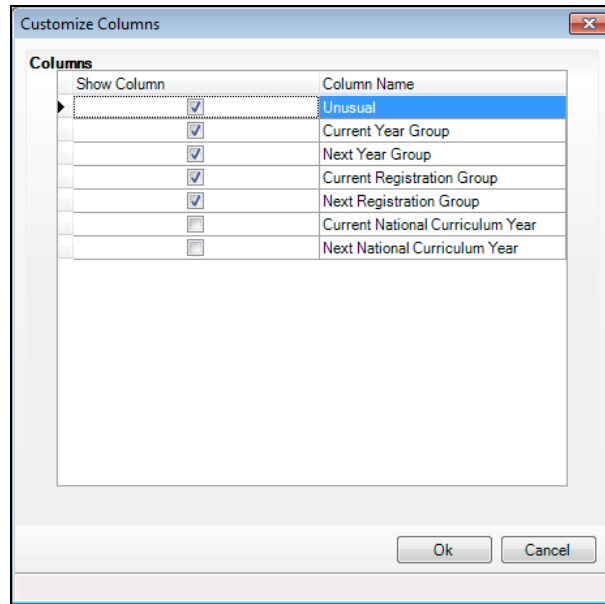 Customize Columns
Columns
Show Column Column Name
Unusual
Current Year Group
Next Year Group
Current Registration Group
Next Registration Group
Current National Curriculum Year
Next National Curriculum Year
Ok Cancel